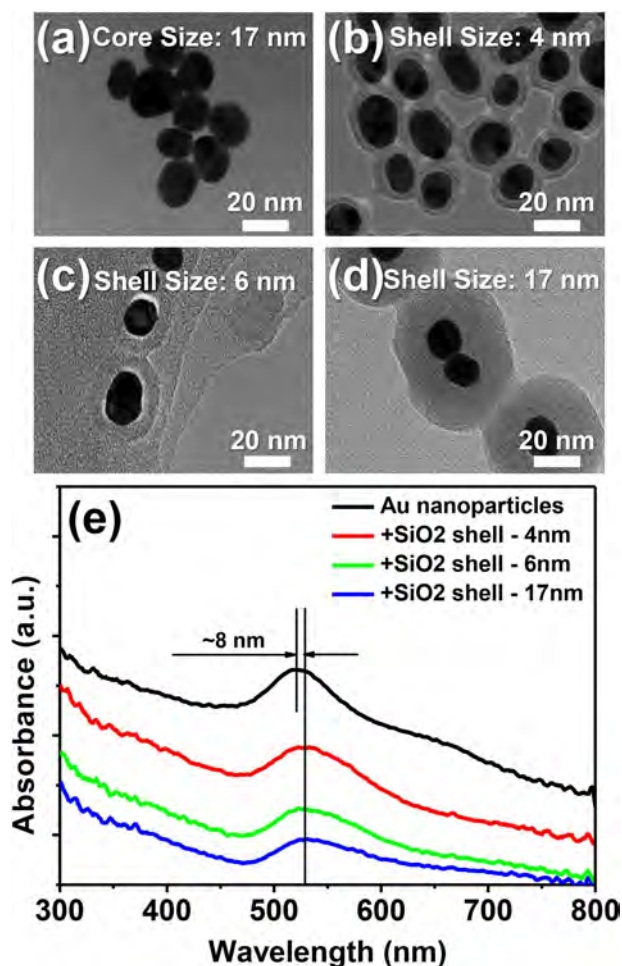 (a) Core Size: 17 nm
20 nm
(b) Shell Size: 4 nm
20 nm
(c) Shell Size: 6 nm
20 nm
(d) Shell Size: 17 nm
20 nm
(e)
Au nanoparticles
+SiO2 shell - 4nm
+SiO2 shell - 6nm
+SiO2 shell - 17nm
~8 nm
Absorbance (a.u.)
300 400 500 600 700 800
Wavelength (nm)